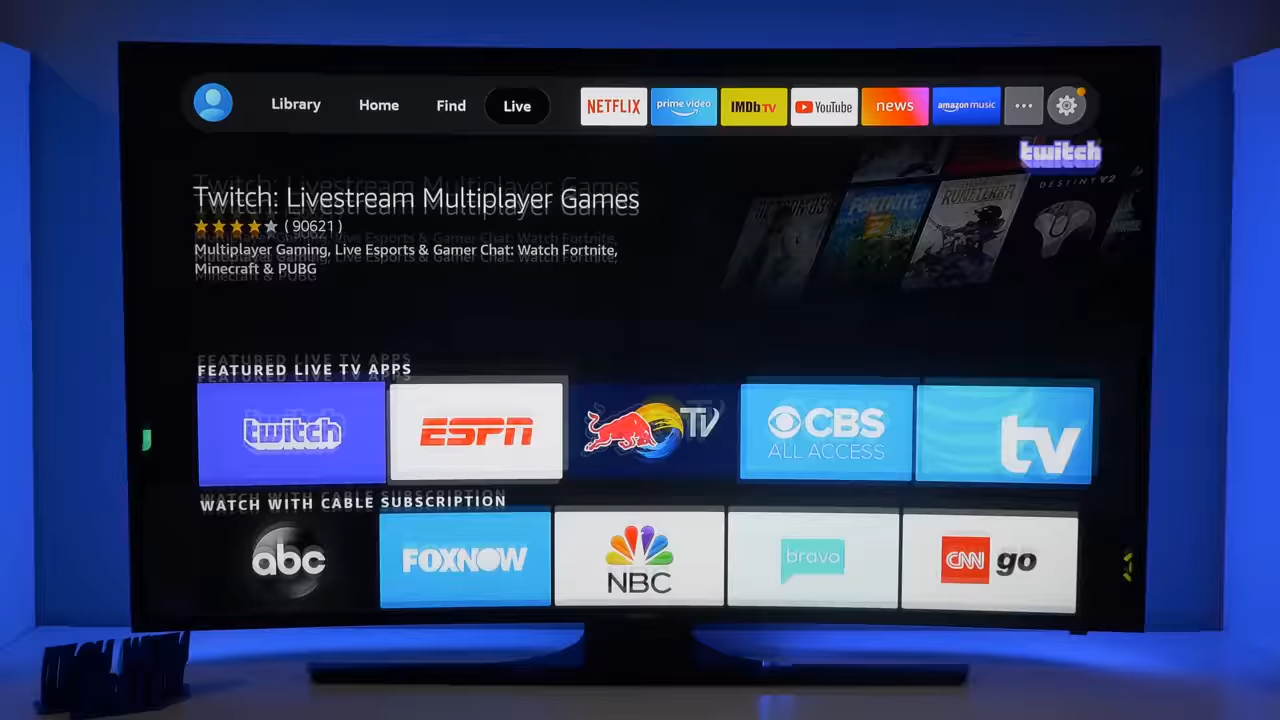 Library Home Find Live NETFLIX prime video IMDb TV YouTube news amazon music
twitch
Twitch: Livestream Multiplayer Games
(90621)
Multiplayer Gaming, Live Esports & Gamer Chat: Watch Fortnite,
Minecraft & PUBG
FORTNITE
RUNETERRA
DESTINY 2
FEATURED LIVE TV APPS
twitch
ESPN
TV
CBS
ALL ACCESS
tv
WATCH WITH CABLE SUBSCRIPTION
abc
FOXNOW
NBC
bravo
CNN go